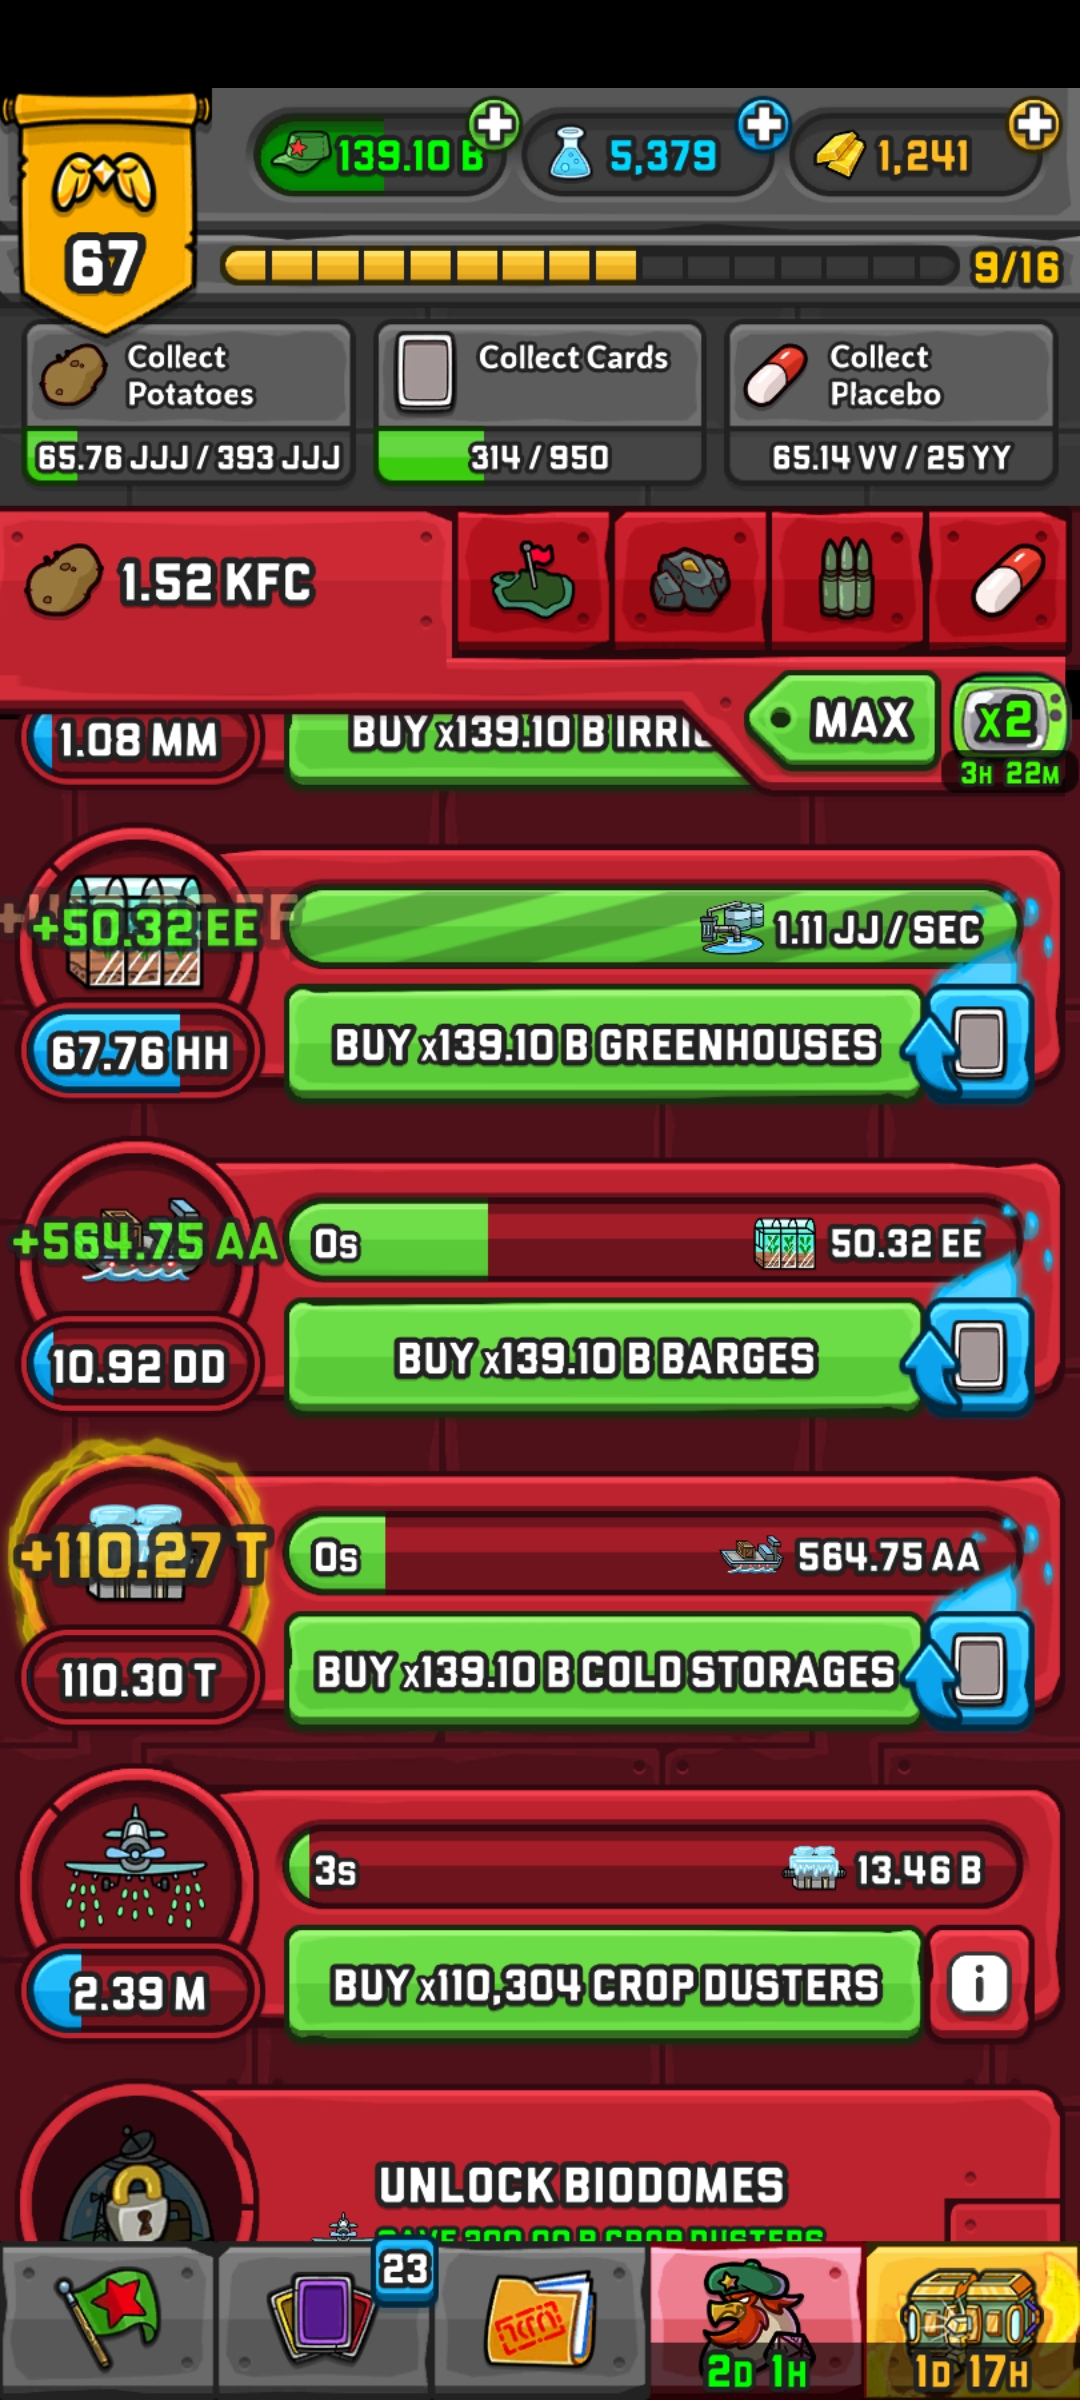 67
139.10 B
5,379
1,241
9/16
Collect
Potatoes
65.76 JJJ / 393 JJJ
Collect Cards
314 / 950
Collect
Placebo
65.14 VV / 25 YY
1.52 KFC
MAX
x2
3H 22M
1.08 MM
BUY x139.10 B
+50.32 EE
1.11 JJ / SEC
67.76 HH
BUY x139.10 B GREENHOUSES
+564.75 AA
0s
50.32 EE
10.92 DD
BUY x139.10 B BARGES
+110.27 T
0s
564.75 AA
110.30 T
BUY x139.10 B COLD STORAGES
3s
13.46 B
2.39 M
BUY x110,304 CROP DUSTERS
i
UNLOCK BIODOMES
CROP DUSTERS
23
2D 1H
1D 17H